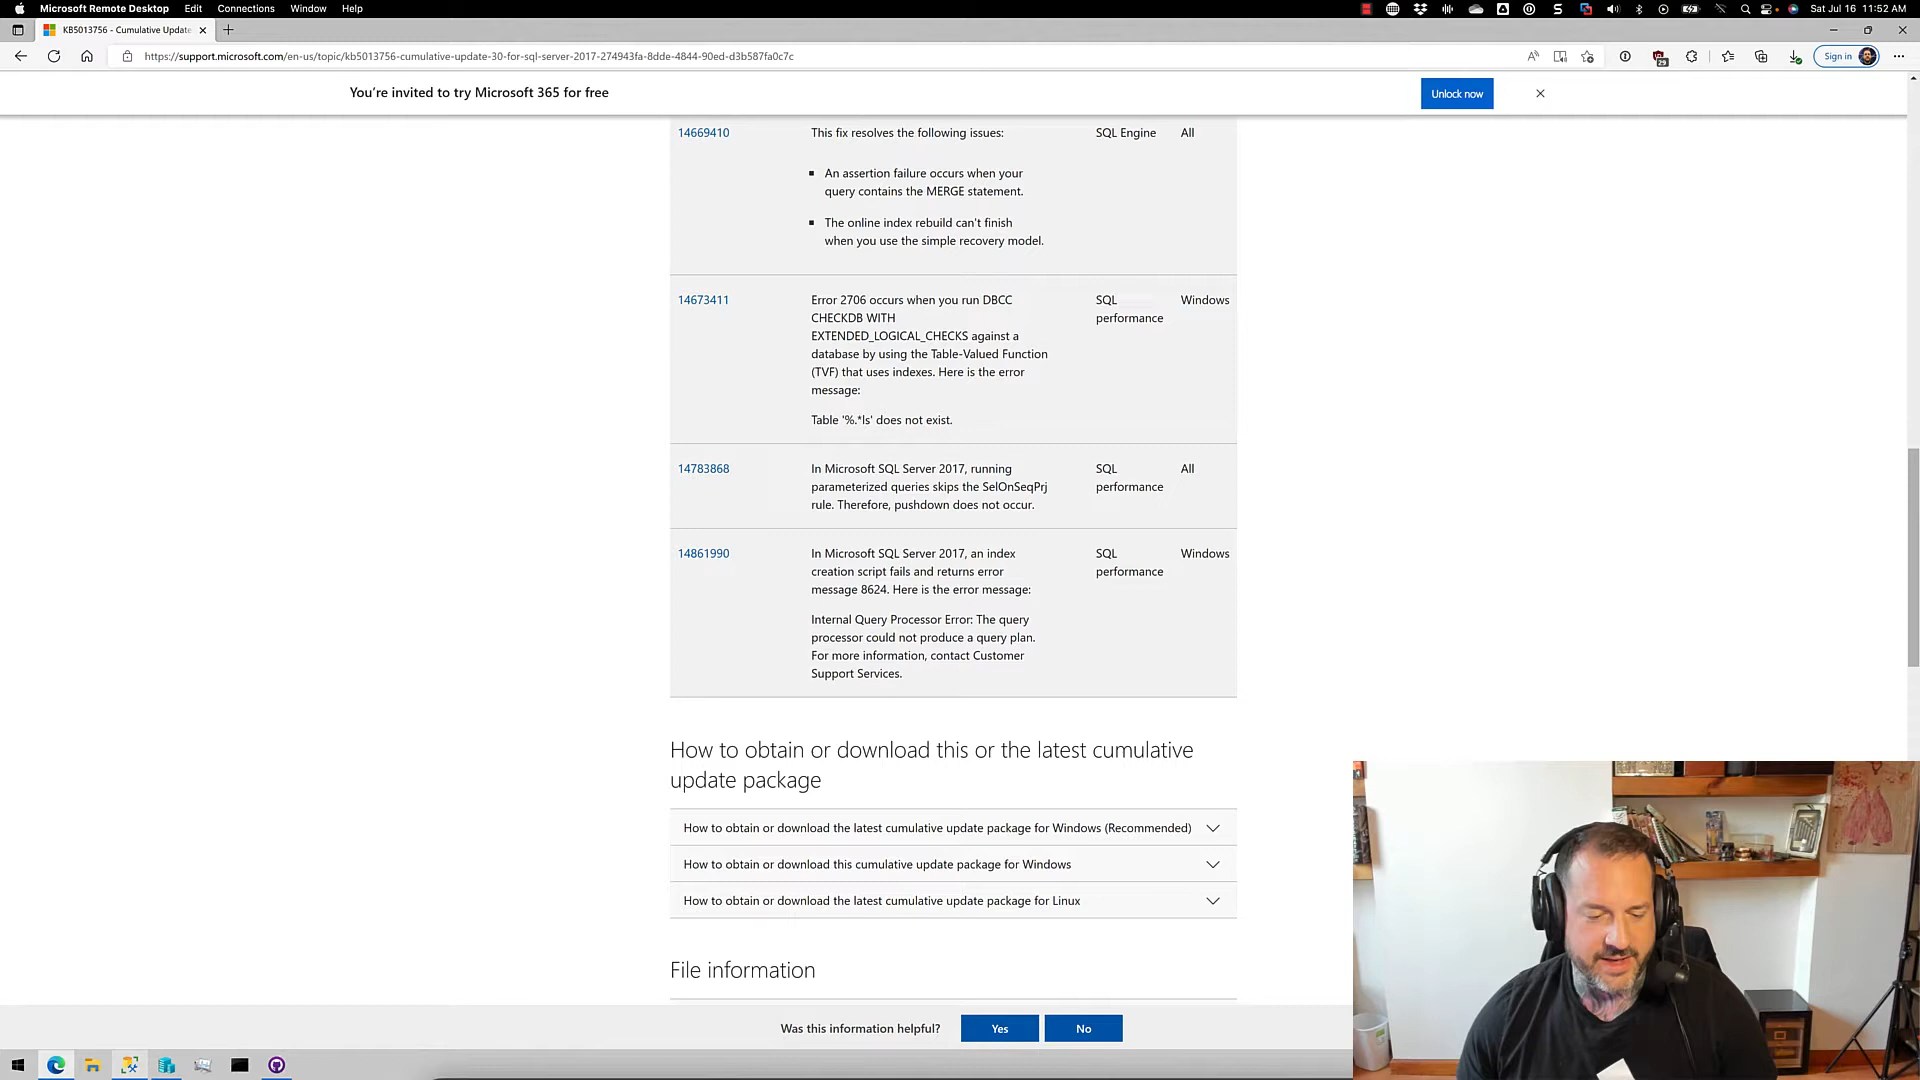 Microsoft Remote Desktop Edit Connections Window Help Sat Jul 16 11:52 AM
KB5013756 - Cumulative Update
https://support.microsoft.com/en-us/topic/kb5013756-cumulative-update-30-for-sql-server-2017-274943fa-8dde-4844-90ed-d3b587fa0c7c
29
Sign in
You're invited to try Microsoft 365 for free
Unlock now
14669410 This fix resolves the following issues: SQL Engine All
▪ An assertion failure occurs when your
query contains the MERGE statement.
▪ The online index rebuild can't finish
when you use the simple recovery model.
14673411 Error 2706 occurs when you run DBCC SQL Windows
CHECKDB WITH performance
EXTENDED_LOGICAL_CHECKS against a
database by using the Table-Valued Function
(TVF) that uses indexes. Here is the error
message:
Table '%.*ls' does not exist.
14783868 In Microsoft SQL Server 2017, running SQL All
parameterized queries skips the SelOnSeqPrj performance
rule. Therefore, pushdown does not occur.
14861990 In Microsoft SQL Server 2017, an index SQL Windows
creation script fails and returns error performance
message 8624. Here is the error message:
Internal Query Processor Error: The query
processor could not produce a query plan.
For more information, contact Customer
Support Services.
How to obtain or download this or the latest cumulative
update package
How to obtain or download the latest cumulative update package for Windows (Recommended)
How to obtain or download this cumulative update package for Windows
How to obtain or download the latest cumulative update package for Linux
File information
Was this information helpful? Yes No